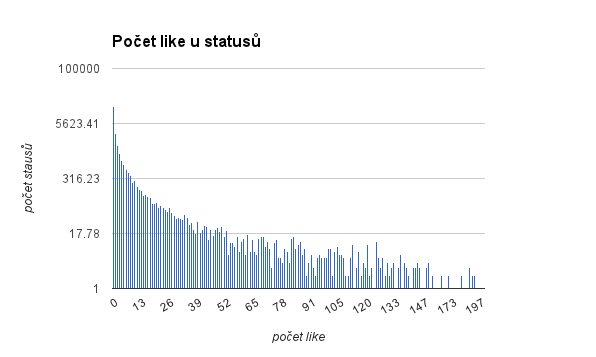 Počet like u statusů
100000
5623.41
316.23
17.78
1
počet stausů
0 13 26 39 52 65 78 91 105 120 133 147 173 197
počet like